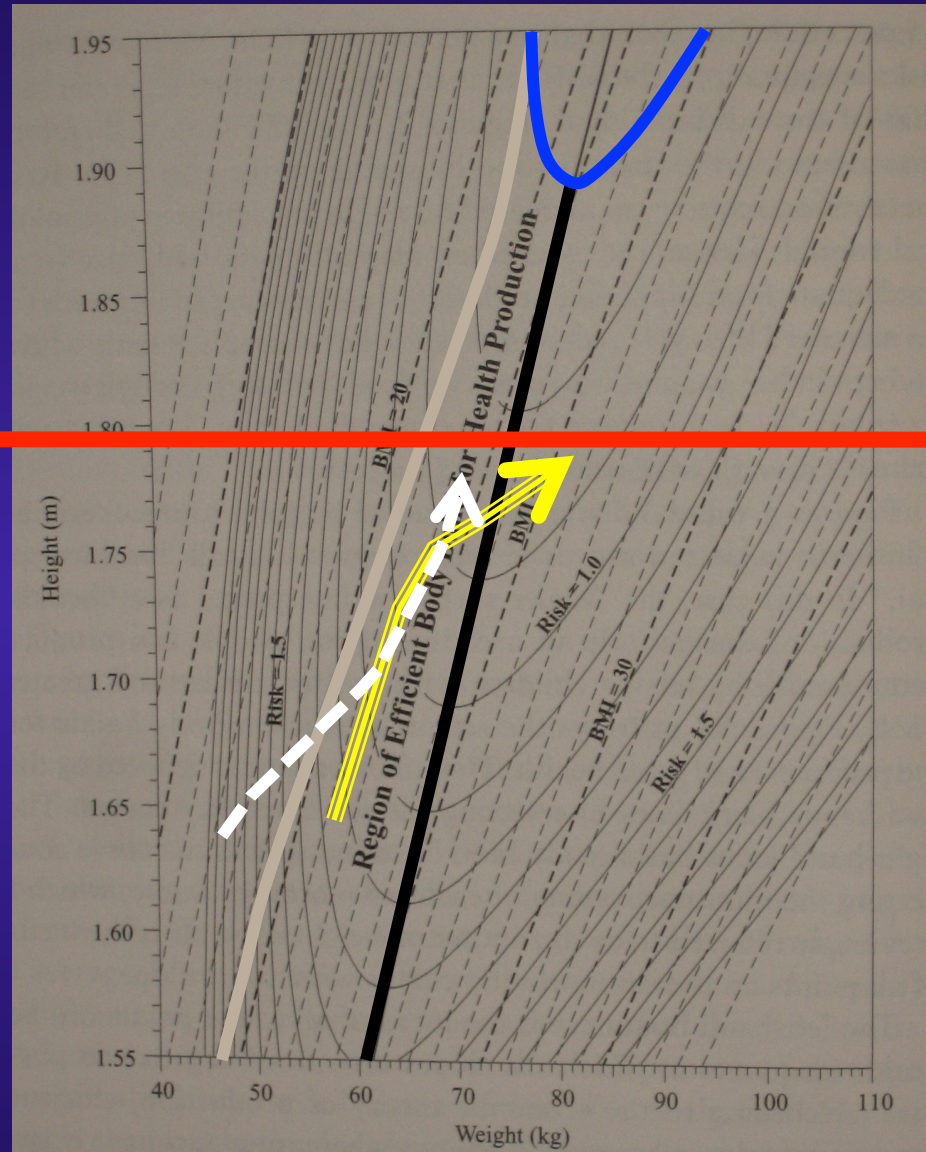 1.95
1.90
1.85
1.80
1.75
1.70
1.65
1.60
1.55
Height (m)
40 50 60 70 80 90 100 110
Weight (kg)
Risk = 1.5
BMI = 20
Region of Efficient Body
for Health Production
BMI
Risk = 1.0
BMI = 30
Risk = 1.5